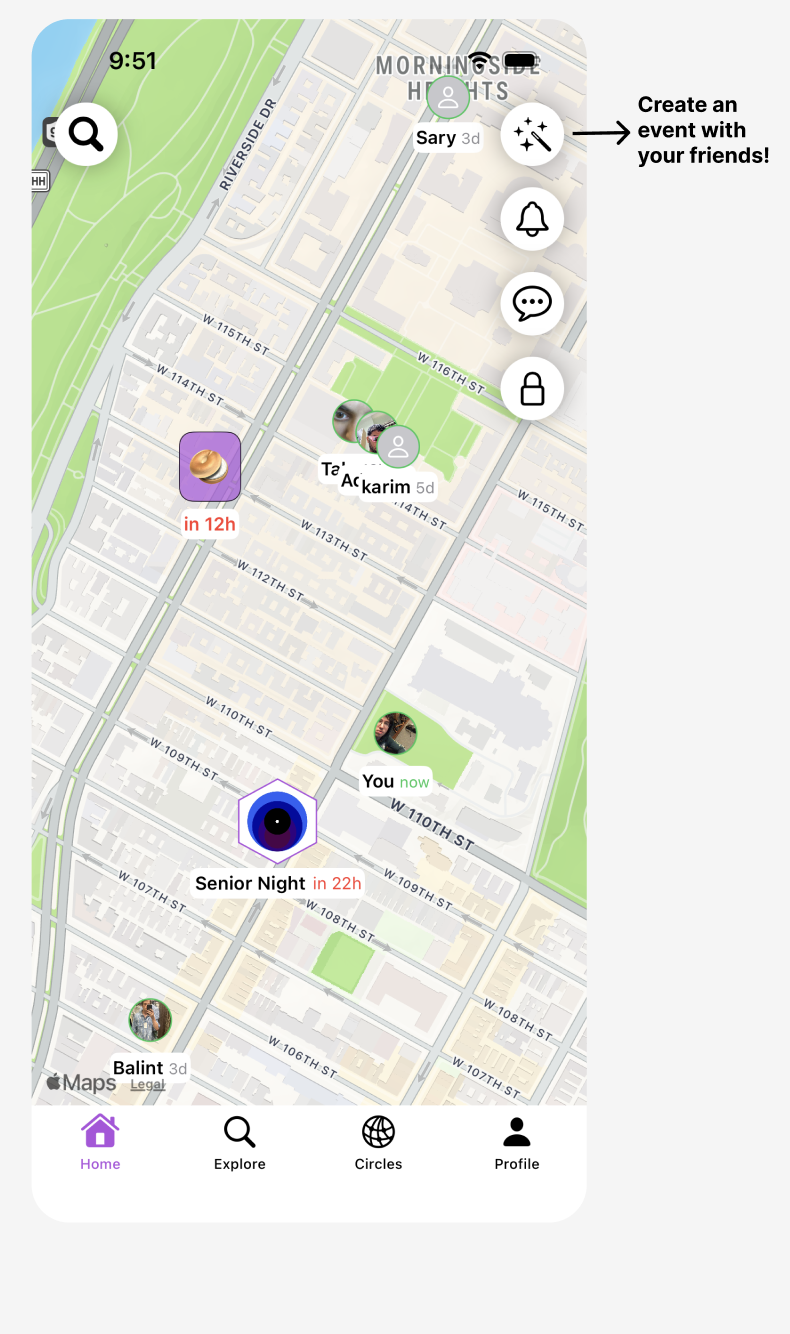 9:51
MORNINGSIDE
HEIGHTS
Create an
event with
your friends!
9
HH
Sary 3d
RIVERSIDE DR
W 115TH ST
W 116TH ST
W 114TH ST
Ta
Ac
karim 5d
114TH ST
in 12h
W 115TH ST
W 113TH ST
W 112TH ST
W 110TH ST
W 109TH ST
You now
W 110TH ST
Senior Night in 22h
W 107TH ST
W 109TH ST
W 108TH ST
W 108TH ST
W 106TH ST
W 107TH ST
Balint 3d
Maps Legal
Home
Explore
Circles
Profile